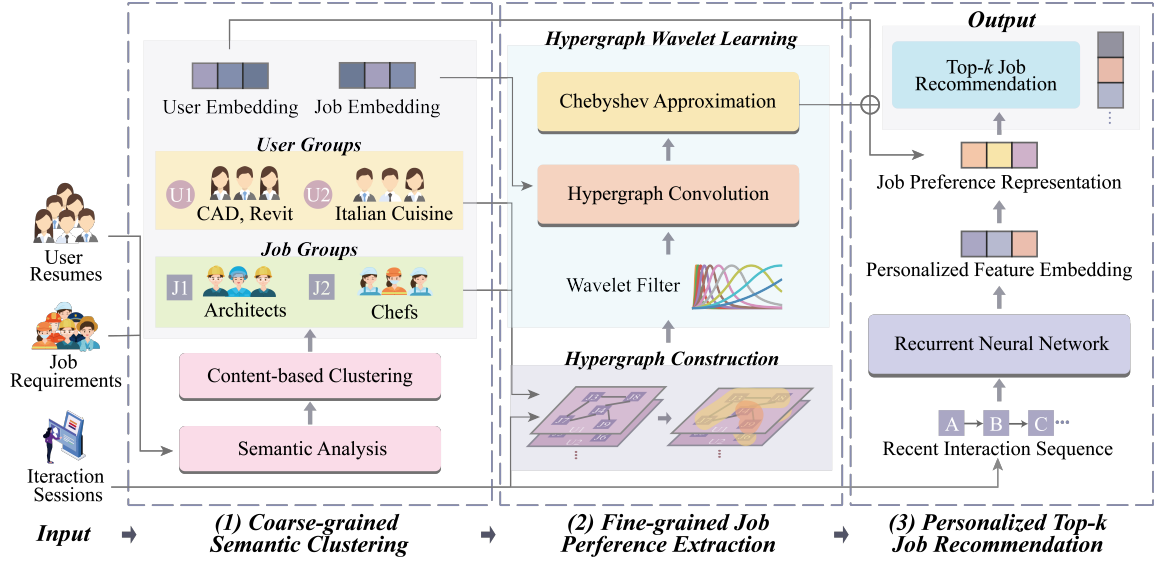 User
Resumes
Job
Requirements
Iteraction
Sessions
Input
User Embedding
Job Embedding
User Groups
U1
CAD, Revit
U2
Italian Cuisine
Job Groups
J1
Architects
J2
Chefs
Content-based Clustering
Semantic Analysis
(1) Coarse-grained
Semantic Clustering
Hypergraph Wavelet Learning
Chebyshev Approximation
Hypergraph Convolution
Wavelet Filter
Hypergraph Construction
(2) Fine-grained Job
Perference Extraction
Output
Top-k Job
Recommendation
Job Preference Representation
Personalized Feature Embedding
Recurrent Neural Network
A B C
Recent Interaction Sequence
(3) Personalized Top-k
Job Recommendation